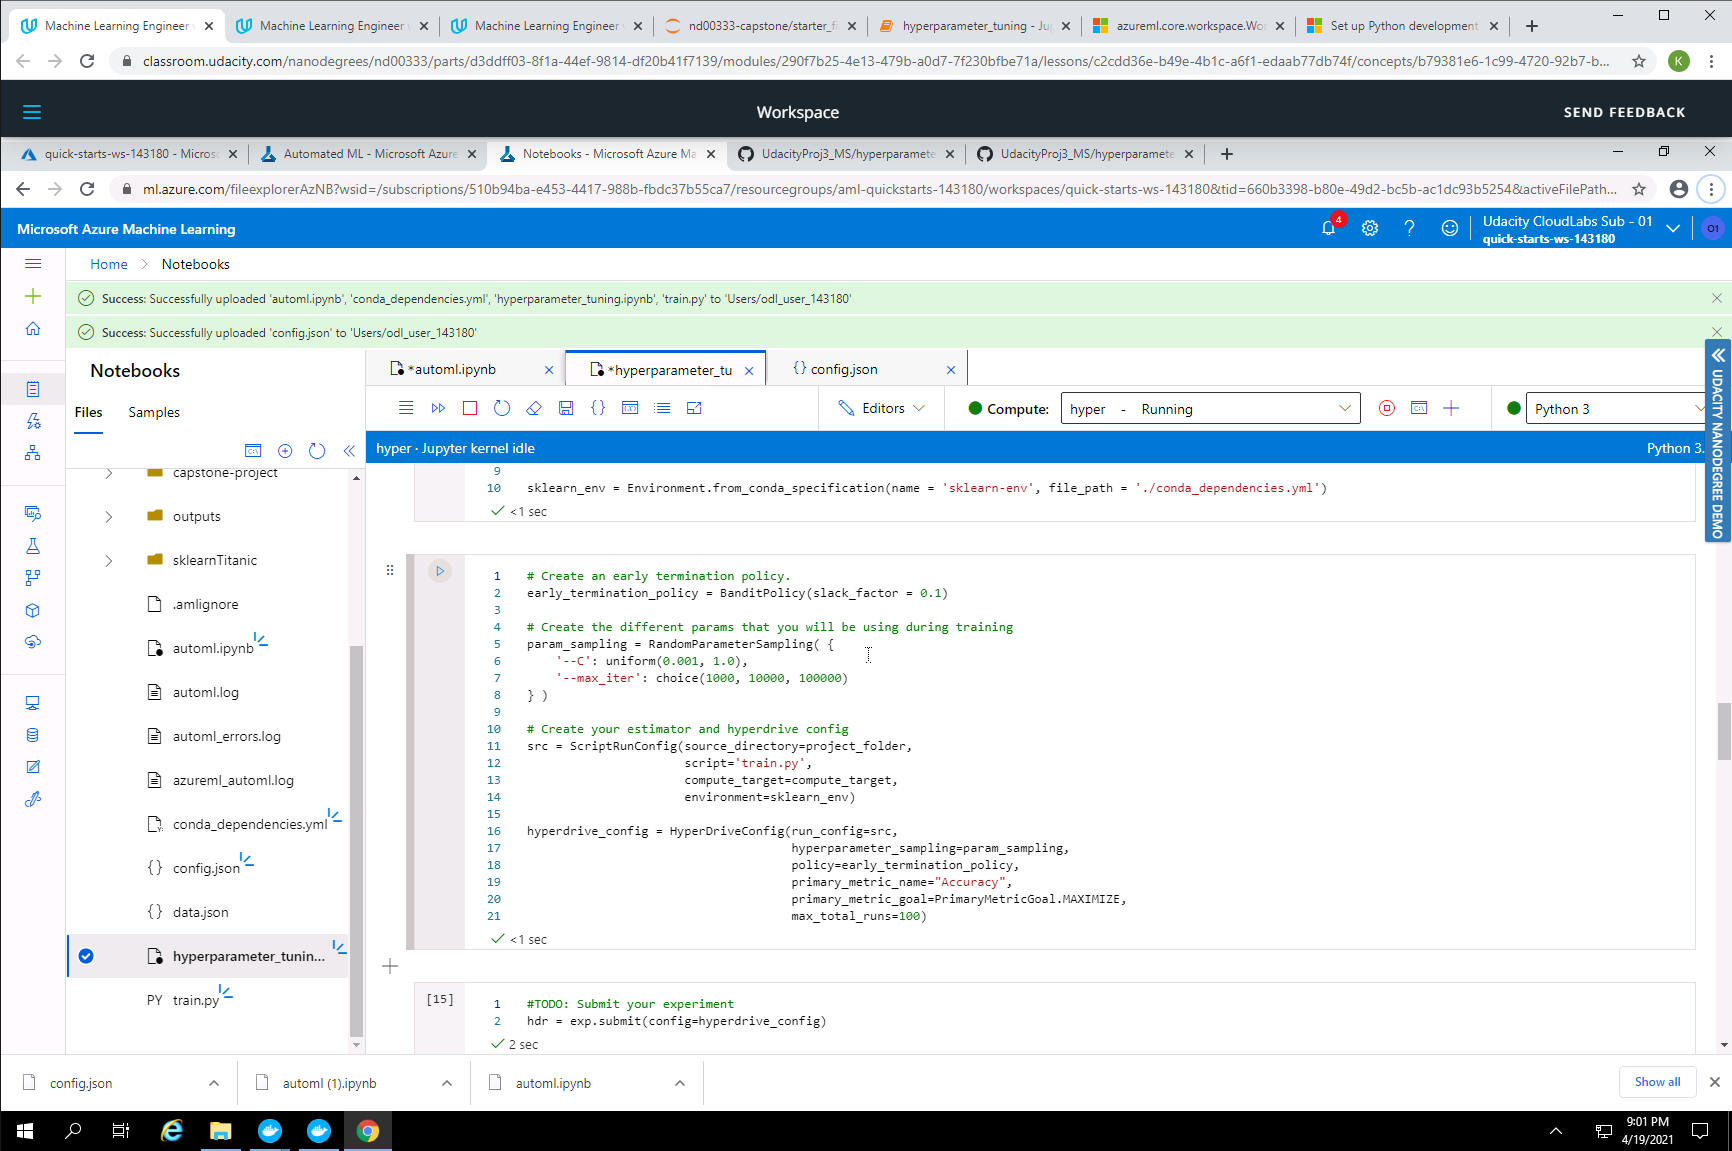 Machine Learning Engineer
Machine Learning Engineer
Machine Learning Engineer
nd00333-capstone/starter_fi
hyperparameter_tuning - Ju
azureml.core.workspace.Wo
Set up Python development
classroom.udacity.com/nanodegrees/nd00333/parts/d3ddff03-8f1a-44ef-9814-df20b41f7139/modules/290f7b25-4e13-479b-a0d7-7f230bfbe71a/lessons/c2cdd36e-b49e-4b1c-a6f1-edaab77db74f/concepts/b79381e6-1c99-4720-92b7-b...
K
Workspace
SEND FEEDBACK
quick-starts-ws-143180 - Micros
Automated ML - Microsoft Azure
Notebooks - Microsoft Azure Ma
UdacityProj3_MS/hyperparamete
UdacityProj3_MS/hyperparamete
ml.azure.com/fileexplorerAzNB?wsid=/subscriptions/510b94ba-e453-4417-988b-fbdc37b55ca7/resourcegroups/aml-quickstarts-143180/workspaces/quick-starts-ws-143180&tid=660b3398-b80e-49d2-bc5b-ac1dc93b5254&activeFilePath...
Microsoft Azure Machine Learning
4
Udacity CloudLabs Sub - 01
quick-starts-ws-143180
O1
Home > Notebooks
Success: Successfully uploaded 'automl.ipynb', 'conda_dependencies.yml', 'hyperparameter_tuning.ipynb', 'train.py' to 'Users/odl_user_143180'
Success: Successfully uploaded 'config.json' to 'Users/odl_user_143180'
Notebooks
Files
Samples
capstone-project
outputs
sklearnTitanic
.amlignore
automl.ipynb
automl.log
automl_errors.log
azureml_automl.log
conda_dependencies.yml
{} config.json
{} data.json
hyperparameter_tunin...
PY train.py
*automl.ipynb
*hyperparameter_tu
{} config.json
Editors
Compute:
hyper - Running
Python 3
hyper · Jupyter kernel idle
Python 3.
UDACITY NANODEGREE DEMO
9
10 sklearn_env = Environment.from_conda_specification(name = 'sklearn-env', file_path = './conda_dependencies.yml')
<1 sec
1 # Create an early termination policy.
2 early_termination_policy = BanditPolicy(slack_factor = 0.1)
3
4 # Create the different params that you will be using during training
5 param_sampling = RandomParameterSampling( {
6 '--C': uniform(0.001, 1.0),
7 '--max_iter': choice(1000, 10000, 100000)
8 } )
9
10 # Create your estimator and hyperdrive config
11 src = ScriptRunConfig(source_directory=project_folder,
12 script='train.py',
13 compute_target=compute_target,
14 environment=sklearn_env)
15
16 hyperdrive_config = HyperDriveConfig(run_config=src,
17 hyperparameter_sampling=param_sampling,
18 policy=early_termination_policy,
19 primary_metric_name="Accuracy",
20 primary_metric_goal=PrimaryMetricGoal.MAXIMIZE,
21 max_total_runs=100)
<1 sec
[15]
1 #TODO: Submit your experiment
2 hdr = exp.submit(config=hyperdrive_config)
2 sec
config.json
automl (1).ipynb
automl.ipynb
Show all
9:01 PM
4/19/2021